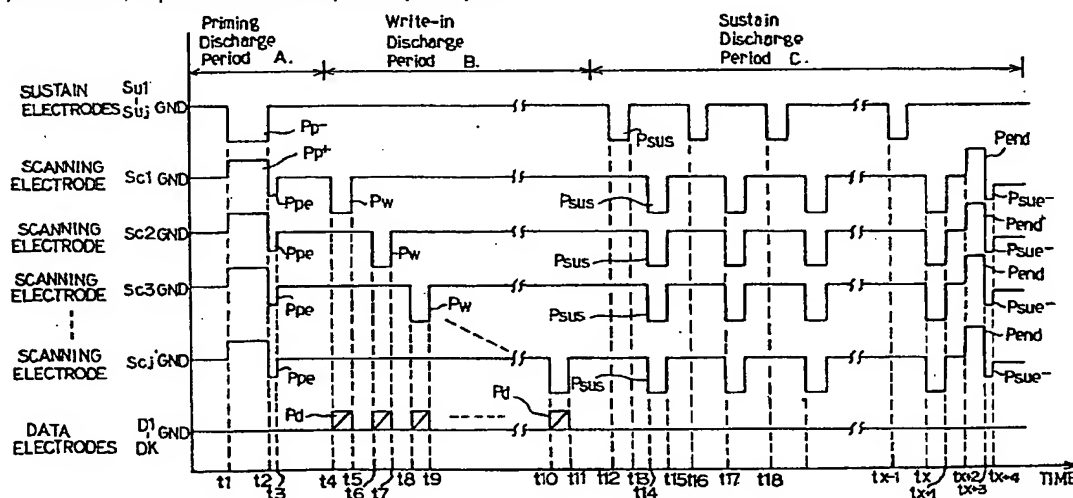 Priming
Discharge
Period A.
Write-in
Discharge
Period B.
Sustain
Discharge
Period C.
SUSTAIN
ELECTRODES
Su1
Suj GND
Pp-
Psus
Pp+
Pend
SCANNING
ELECTRODE
Sc1 GND
Ppe
Pw
Psus
Psue-
SCANNING
ELECTRODE
Sc2 GND
Ppe
Pw
Psus
Pend
Psue-
SCANNING
ELECTRODE
Sc3 GND
Ppe
Pw
Psus
Pend
Psue-
SCANNING
ELECTRODE
Scj GND
Ppe
Pd
Psus
Pend
Psue-
DATA
ELECTRODES
D1
DK
GND
Pd
t1 t2 t3 t4 t5 t6 t7 t8 t9 t10 t11 t12 t13 t14 t15 t16 t17 t18 tx-1 tx tx+1 tx+2 tx+3 tx+4 TIME